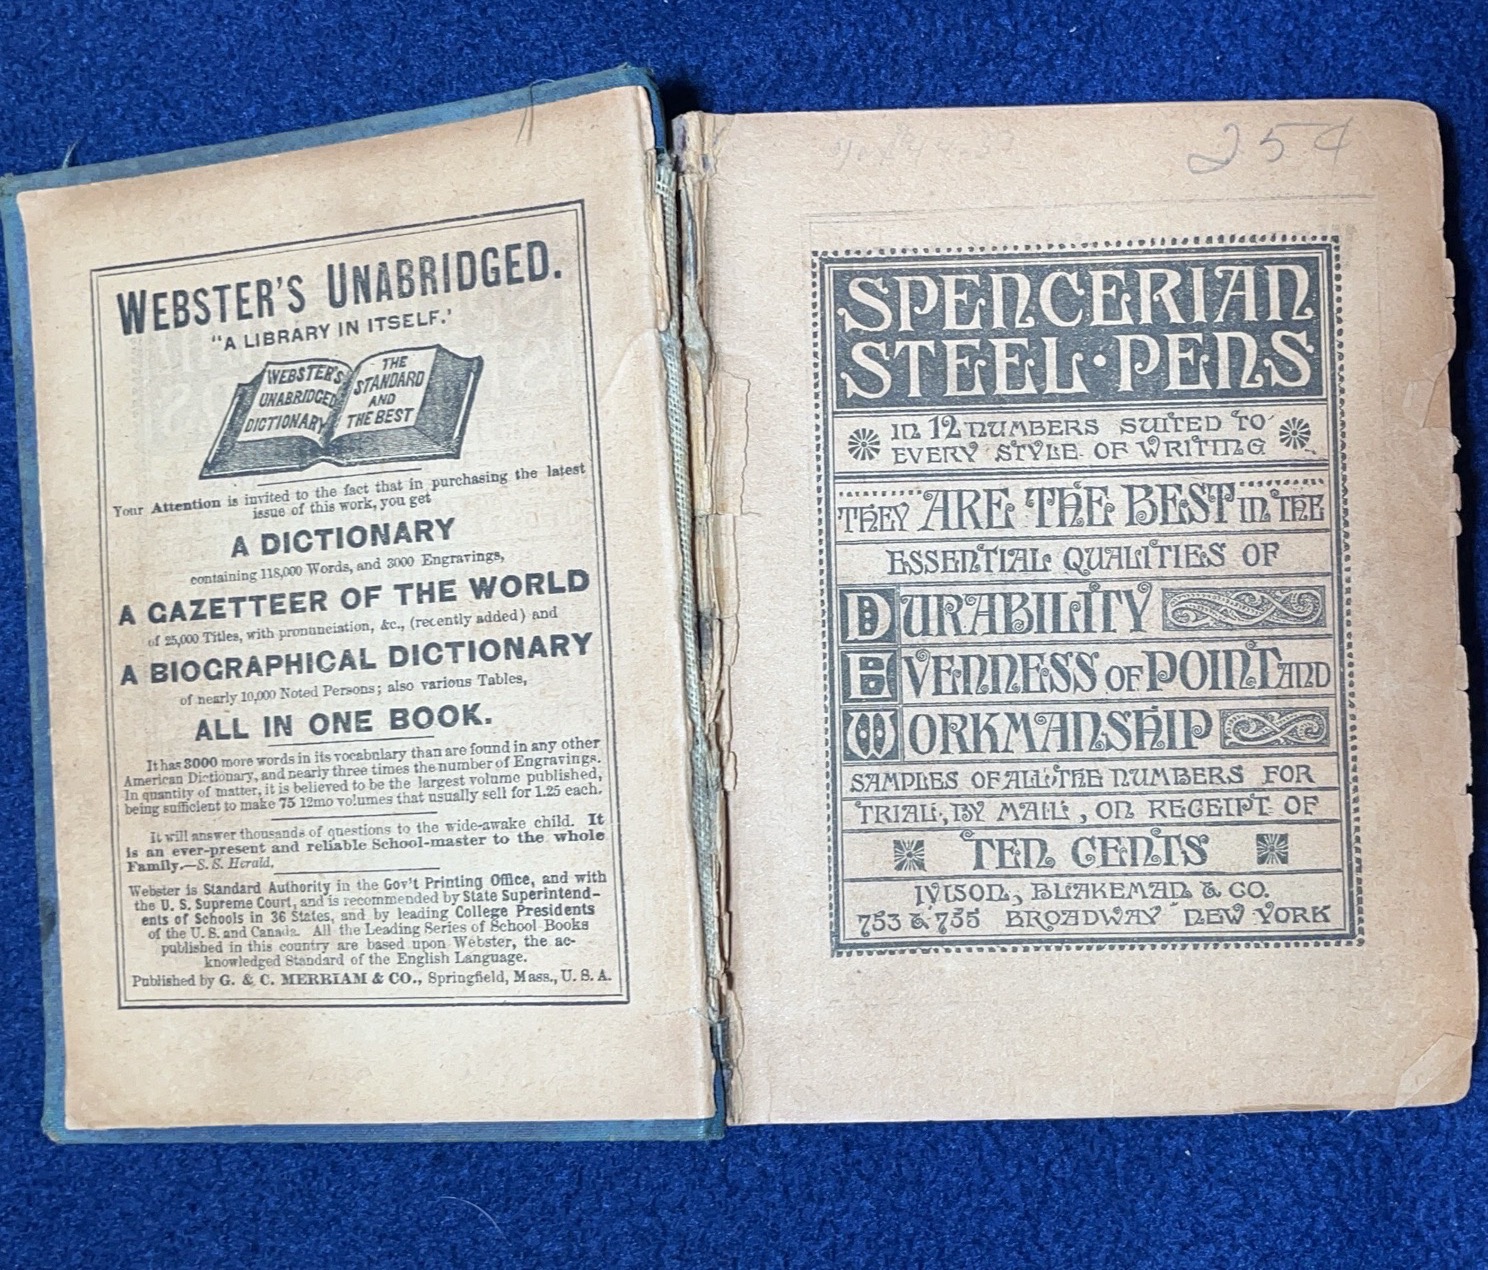 WEBSTER'S UNABRIDGED.
"A LIBRARY IN ITSELF.'
WEBSTER'S
UNABRIDGED
DICTIONARY
THE
STANDARD
AND
THE BEST
Your Attention is invited to the fact that in purchasing the latest
issue of this work, you get
A DICTIONARY
containing 118,000 Words, and 3000 Engravings,
A GAZETTEER OF THE WORLD
of 25,000 Titles, with pronunciation, &c., (recently added) and
A BIOGRAPHICAL DICTIONARY
of nearly 10,000 Noted Persons; also various Tables,
ALL IN ONE BOOK.
It has 3000 more words in its vocabulary than are found in any other
American Dictionary, and nearly three times the number of Engravings.
In quantity of matter, it is believed to be the largest volume published,
being sufficient to make 75 12mo volumes that usually sell for 1.25 each.
It will answer thousands of questions to the wide-awake child. It
is an ever-present and reliable School-master to the whole
Family.—S. S. Herald.
Webster is Standard Authority in the Gov't Printing Office, and with
the U. S. Supreme Court, and is recommended by State Superintend-
ents of Schools in 36 States, and by leading College Presidents
of the U. S. and Canada. All the Leading Series of School Books
published in this country are based upon Webster, the ac-
knowledged Standard of the English Language.
Published by G. & C. MERRIAM & CO., Springfield, Mass., U. S. A.
254
SPENCERIAN
STEEL·PENS
IN 12 NUMBERS SUITED TO
EVERY STYLE OF WRITING
THEY ARE THE BEST IN THE
ESSENTIAL QUALITIES OF
DURABILITY
EVENNESS OF POINT AND
WORKMANSHIP
SAMPLES OF ALL THE NUMBERS FOR
TRIAL, BY MAIL, ON RECEIPT OF
TEN CENTS
IVISON, BLAKEMAN & CO.
753 & 755 BROADWAY NEW YORK